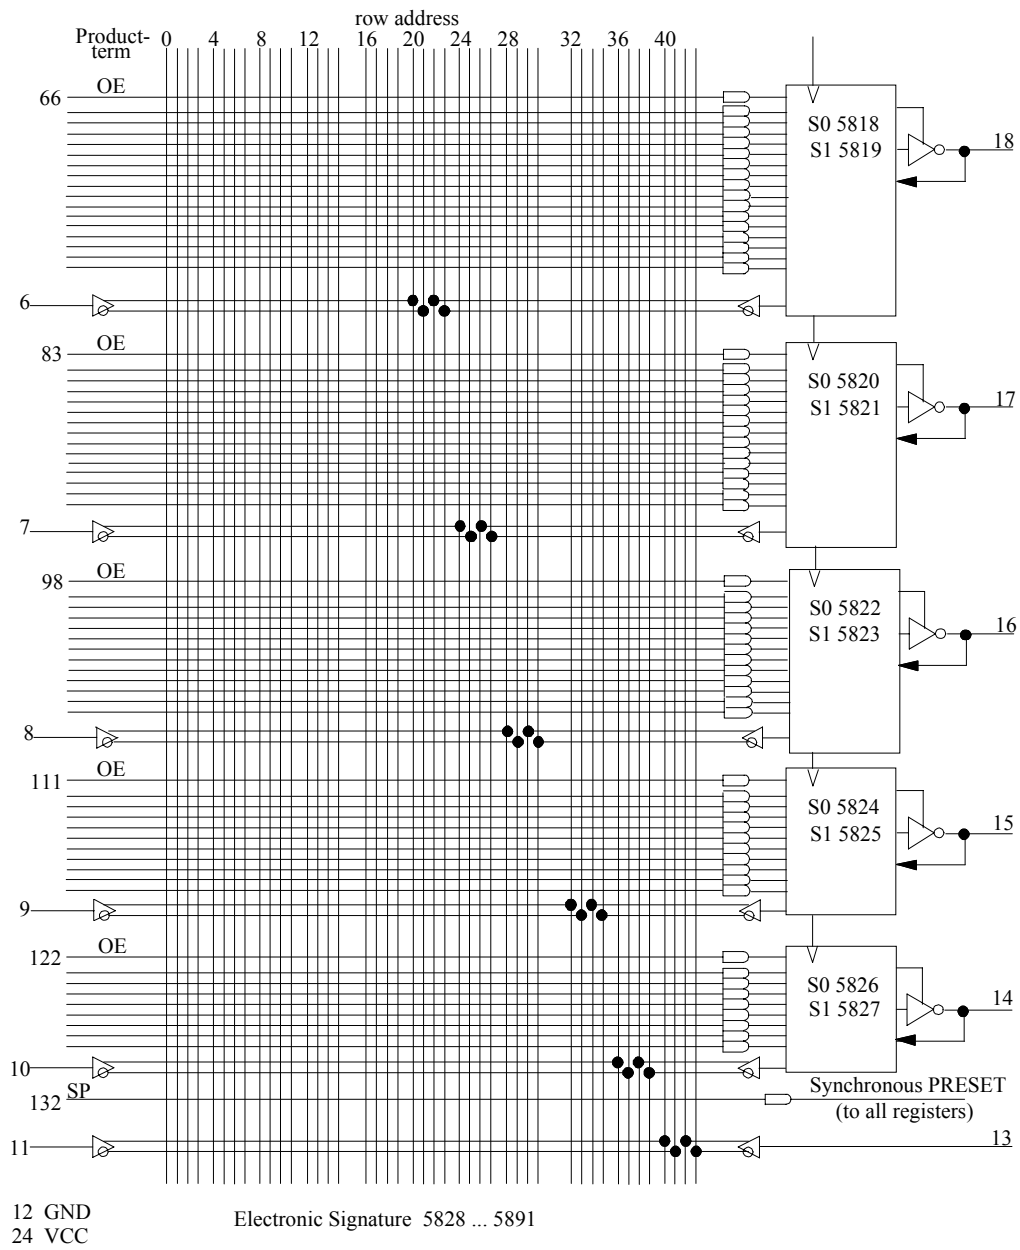 row address
Product-
term
0 4 8 12 16 20 24 28 32 36 40
OE
66
S0 5818
S1 5819
18
6
OE
83
S0 5820
S1 5821
17
7
OE
98
S0 5822
S1 5823
16
8
OE
111
S0 5824
S1 5825
15
9
OE
122
S0 5826
S1 5827
14
10
SP
132
Synchronous PRESET
(to all registers)
11
13
12 GND
24 VCC
Electronic Signature 5828 ... 5891